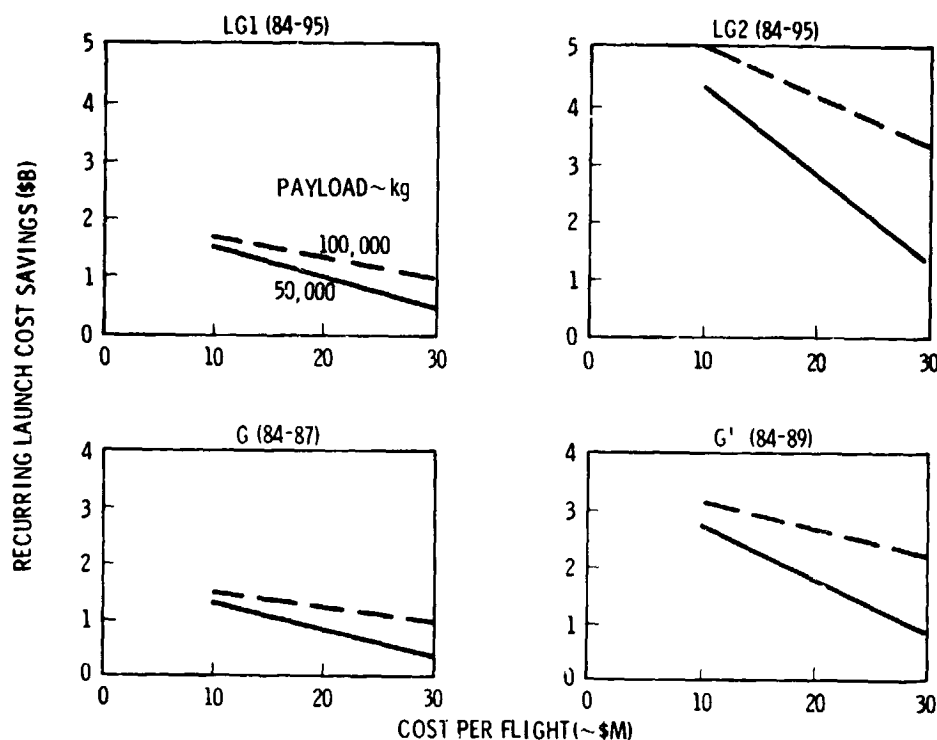 LG1 (84-95)
5
4
3
2
1
0
0 10 20 30
PAYLOAD~kg
100,000
50,000
LG2 (84-95)
5
4
3
2
1
0
0 10 20 30
G (84-87)
4
3
2
1
0
0 10 20 30
G' (84-89)
4
3
2
1
0
0 10 20 30
RECURRING LAUNCH COST SAVINGS ($B)
COST PER FLIGHT (~$M)